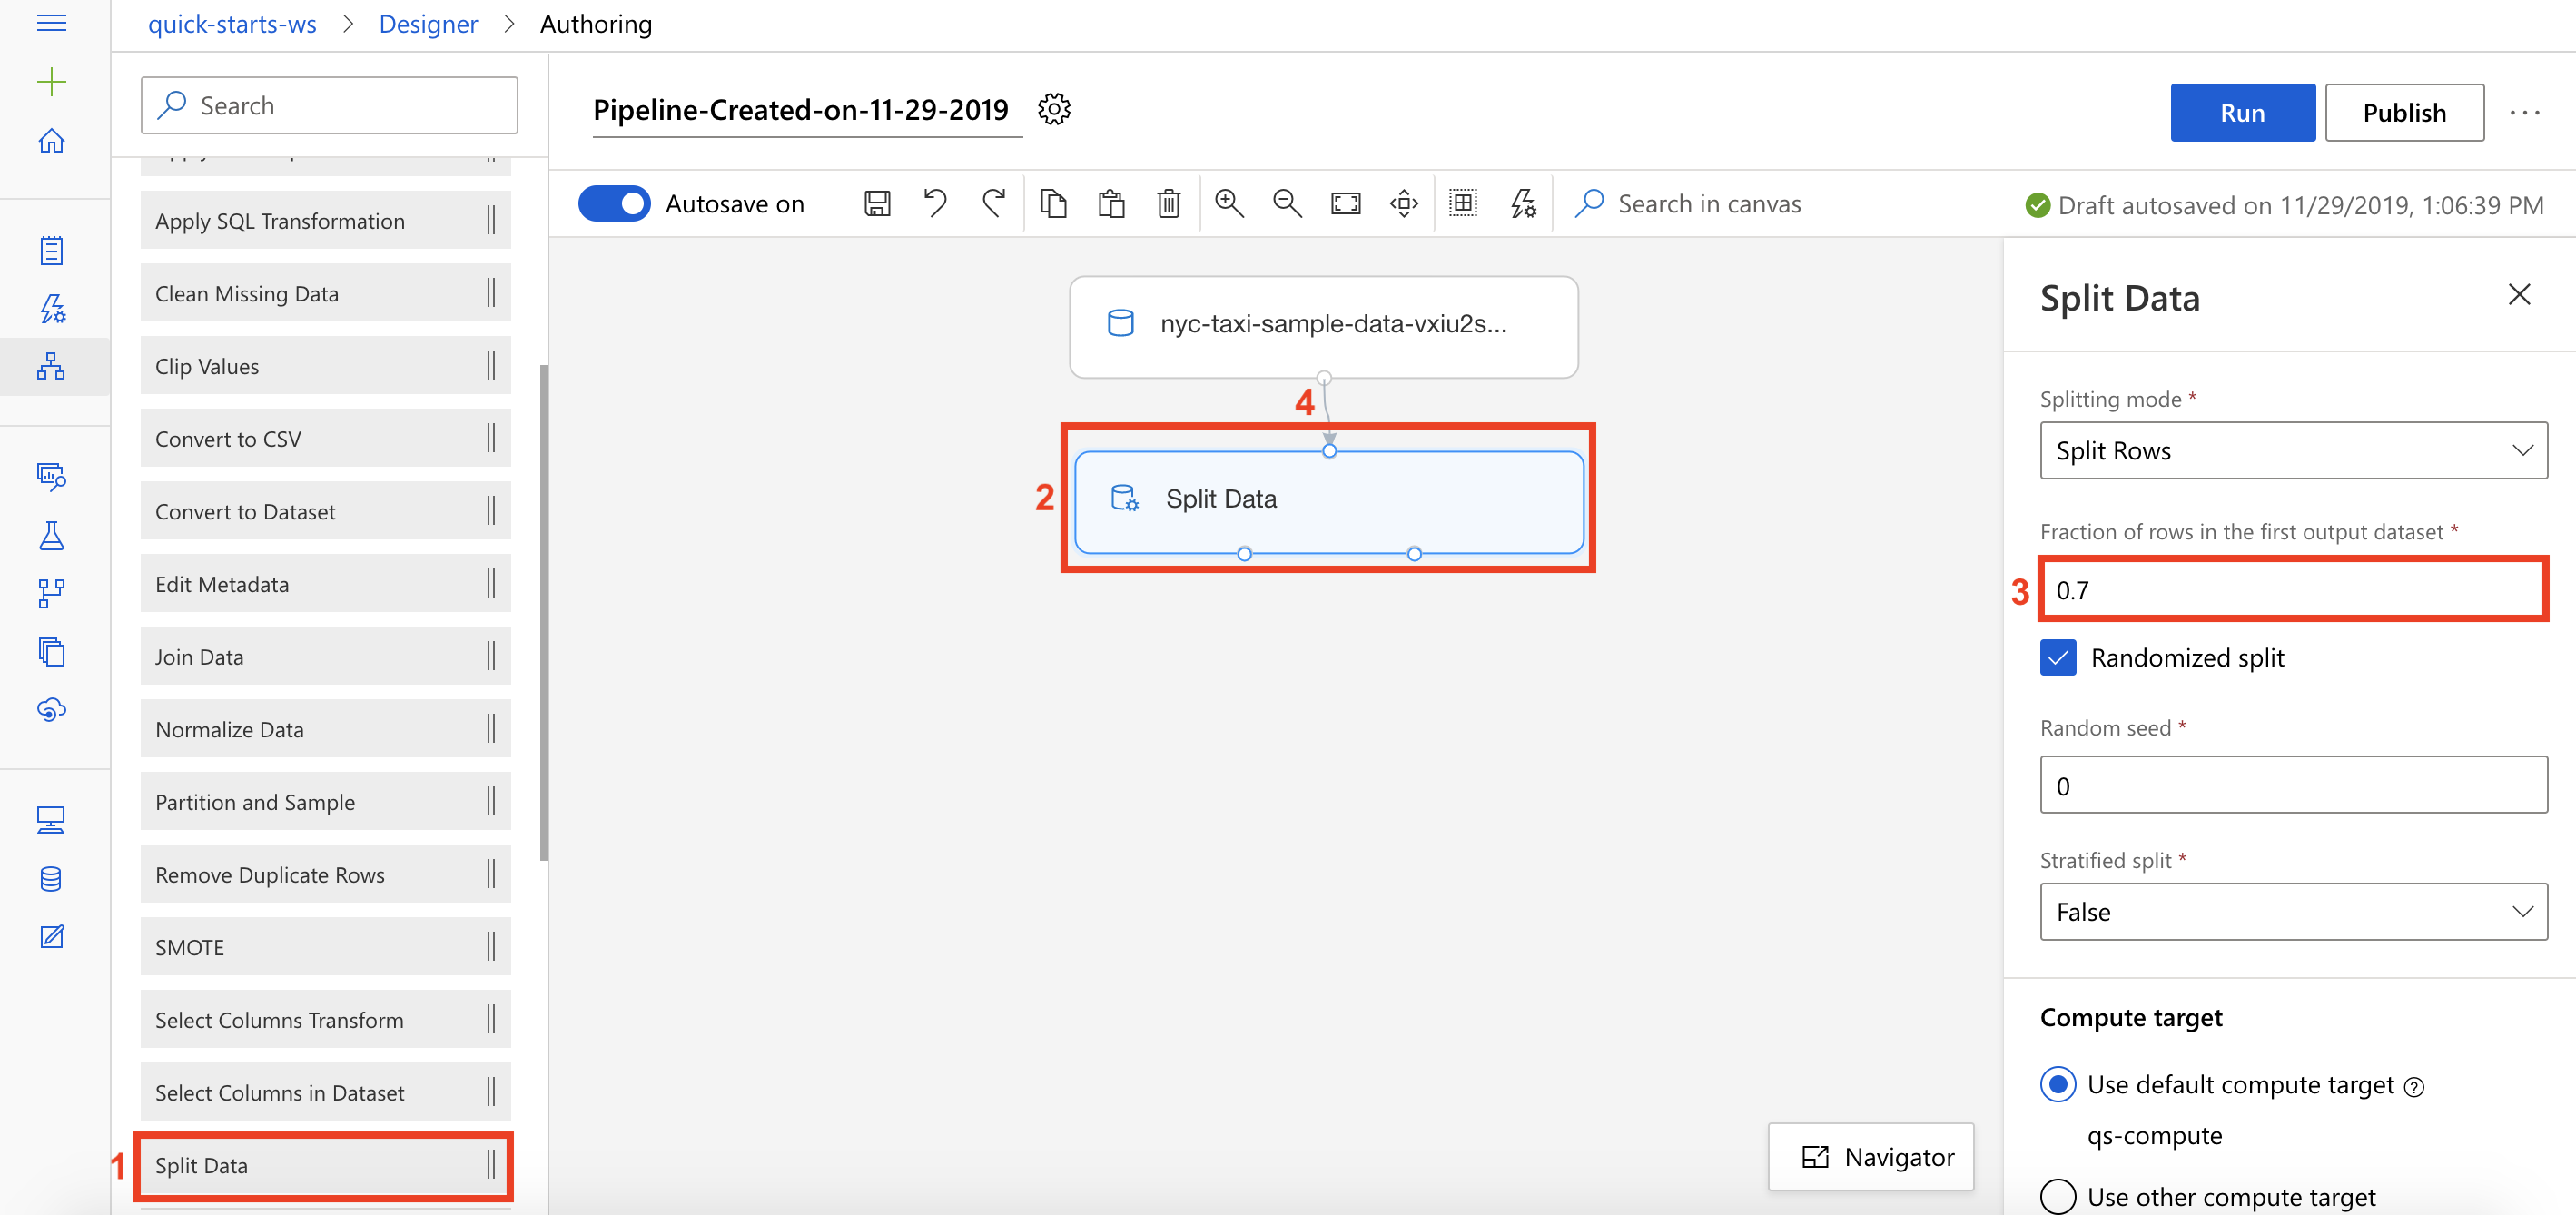 quick-starts-ws > Designer > Authoring
Search
Apply SQL Transformation
Clean Missing Data
Clip Values
Convert to CSV
Convert to Dataset
Edit Metadata
Join Data
Normalize Data
Partition and Sample
Remove Duplicate Rows
SMOTE
Select Columns Transform
Select Columns in Dataset
1 Split Data
Pipeline-Created-on-11-29-2019
Run
Publish
Autosave on
Search in canvas
Draft autosaved on 11/29/2019, 1:06:39 PM
nyc-taxi-sample-data-vxiu2s...
4
2 Split Data
Navigator
Split Data
Splitting mode *
Split Rows
Fraction of rows in the first output dataset *
3 0.7
Randomized split
Random seed *
0
Stratified split *
False
Compute target
Use default compute target
qs-compute
Use other compute target